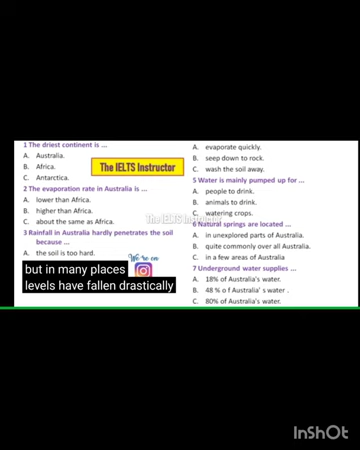 1 The driest continent is ...
A. Australia.
B. Africa.
C. Antarctica.
The IELTS Instructor
2 The evaporation rate in Australia is ...
A. lower than Africa.
B. higher than Africa.
C. about the same as Africa.
3 Rainfall in Australia hardly penetrates the soil
because ...
A. the soil is too hard.
We're on
but in many places
levels have fallen drastically
A. evaporate quickly.
B. seep down to rock.
C. wash the soil away.
5 Water is mainly pumped up for ...
A. people to drink.
B. animals to drink.
C. watering crops.
The IELTS Instructor
6 Natural springs are located ...
A. in unexplored parts of Australia.
B. quite commonly over all Australia.
C. in a few areas of Australia
7 Underground water supplies ...
A. 18% of Australia's water.
B. 48 % o f Australia' s water .
C. 80% of Australia's water.
InShOt